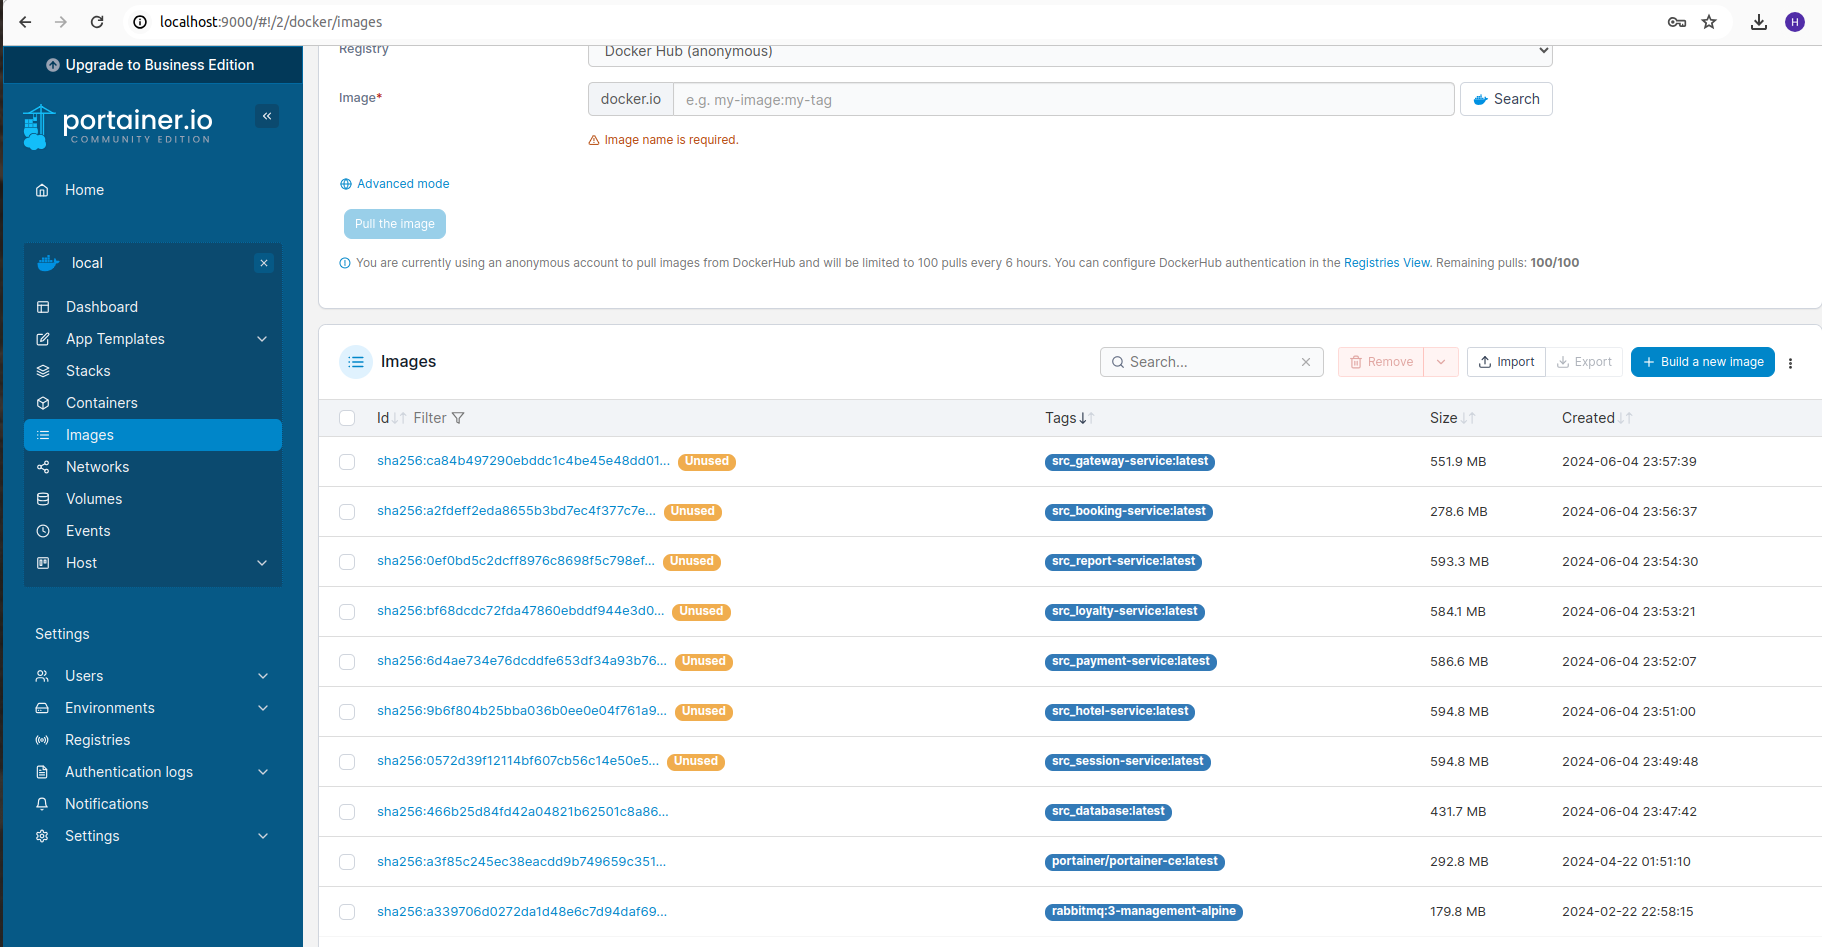 localhost:9000/#!/2/docker/images
H
Upgrade to Business Edition
portainer.io
COMMUNITY EDITION
Home
local
Dashboard
App Templates
Stacks
Containers
Images
Networks
Volumes
Events
Host
Settings
Users
Environments
Registries
Authentication logs
Notifications
Settings
Registry
Docker Hub (anonymous)
Image*
docker.io
e.g. my-image:my-tag
Search
Image name is required.
Advanced mode
Pull the image
You are currently using an anonymous account to pull images from DockerHub and will be limited to 100 pulls every 6 hours. You can configure DockerHub authentication in the Registries View. Remaining pulls: 100/100
Images
Search...
Remove
Import
Export
+ Build a new image
Id Filter Tags Size Created
sha256:ca84b497290ebddc1c4be45e48dd01... Unused src_gateway-service:latest 551.9 MB 2024-06-04 23:57:39
sha256:a2fdeff2eda8655b3bd7ec4f377c7e... Unused src_booking-service:latest 278.6 MB 2024-06-04 23:56:37
sha256:0ef0bd5c2dcff8976c8698f5c798ef... Unused src_report-service:latest 593.3 MB 2024-06-04 23:54:30
sha256:bf68dcdc72fda47860ebddf944e3d0... Unused src_loyalty-service:latest 584.1 MB 2024-06-04 23:53:21
sha256:6d4ae734e76dcddfe653df34a93b76... Unused src_payment-service:latest 586.6 MB 2024-06-04 23:52:07
sha256:9b6f804b25bba036b0ee0e04f761a9... Unused src_hotel-service:latest 594.8 MB 2024-06-04 23:51:00
sha256:0572d39f12114bf607cb56c14e50e5... Unused src_session-service:latest 594.8 MB 2024-06-04 23:49:48
sha256:466b25d84fd42a04821b62501c8a86... src_database:latest 431.7 MB 2024-06-04 23:47:42
sha256:a3f85c245ec38eacdd9b749659c351... portainer/portainer-ce:latest 292.8 MB 2024-04-22 01:51:10
sha256:a339706d0272da1d48e6c7d94daf69... rabbitmq:3-management-alpine 179.8 MB 2024-02-22 22:58:15